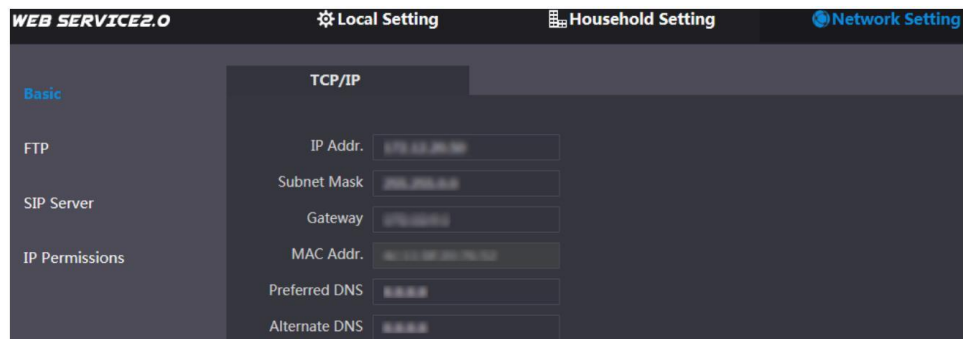 WEB SERVICE2.0 Local Setting Household Setting Network Setting
TCP/IP
Basic
FTP
SIP Server
IP Permissions
IP Addr.
Subnet Mask
Gateway
MAC Addr.
Preferred DNS
Alternate DNS